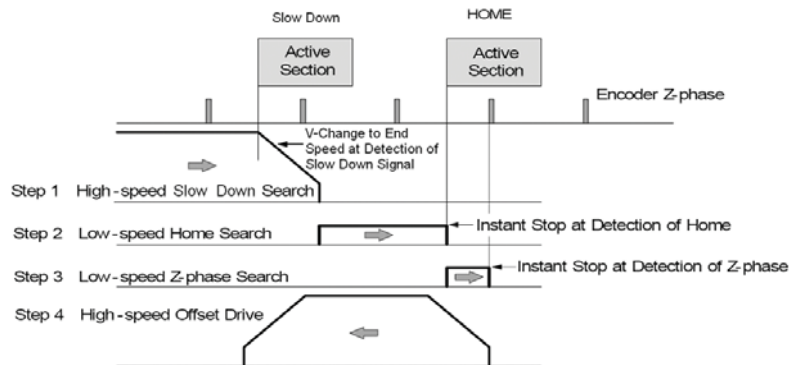 Slow Down
HOME
Active
Section
Active
Section
Encoder Z-phase
V-Change to End
Speed at Detection of
Slow Down Signal
Step 1 High-speed Slow Down Search
Step 2 Low-speed Home Search
Instant Stop at Detection of Home
Step 3 Low-speed Z-phase Search
Instant Stop at Detection of Z-phase
Step 4 High-speed Offset Drive